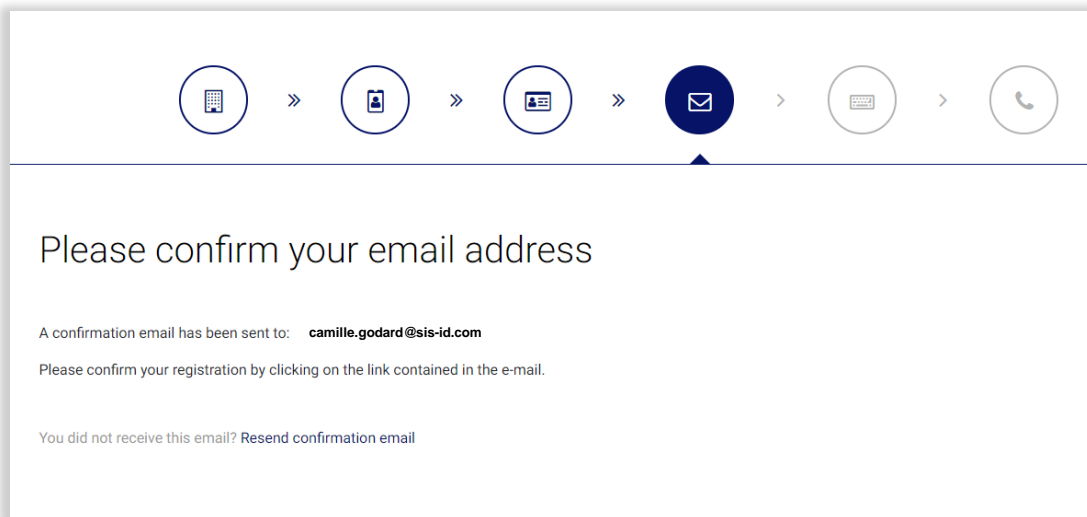 Please confirm your email address
A confirmation email has been sent to: camille.godard@sis-id.com
Please confirm your registration by clicking on the link contained in the e-mail.
You did not receive this email? Resend confirmation email